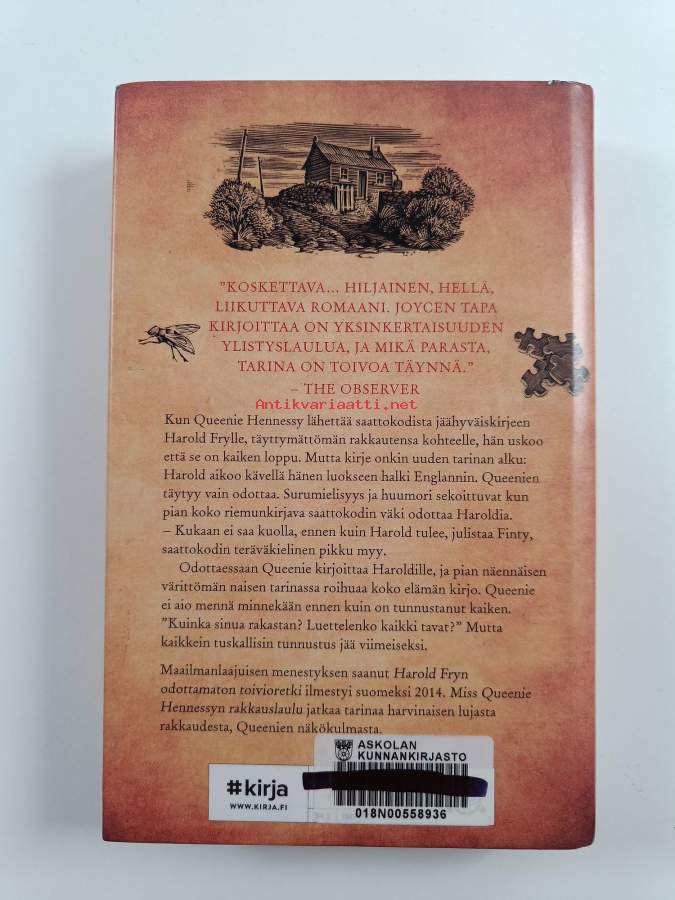 "KOSKETTAVA... HILJAINEN, HELLÄ,
LIIKUTTAVA ROMAANI. JOYCEN TAPA
KIRJOITTAA ON YKSINKERTAISUUDEN
YLISTYSLAULUA, JA MIKÄ PARASTA,
TARINA ON TOIVOA TÄYNNÄ."
– THE OBSERVER
Antikvariaatti.net
Kun Queenie Hennessy lähettää saattokodista jäähyväiskirjeen
Harold Frylle, täyttymättömän rakkautensa kohteelle, hän uskoo
että se on kaiken loppu. Mutta kirje onkin uuden tarinan alku:
Harold aikoo kävellä hänen luokseen halki Englannin. Queenien
täytyy vain odottaa. Surumielisyys ja huumori sekoittuvat kun
pian koko riemunkirjava saattokodin väki odottaa Haroldia.
– Kukaan ei saa kuolla, ennen kuin Harold tulee, julistaa Finty,
saattokodin teräväkielinen pikku myy.
Odottaessaan Queenie kirjoittaa Haroldille, ja pian näennäisen
värittömän naisen tarinassa roihuaa koko elämän kirjo. Queenie
ei aio mennä minnekään ennen kuin on tunnustanut kaiken.
"Kuinka sinua rakastan? Luettelenko kaikki tavat?" Mutta
kaikkein tuskallisin tunnustus jää viimeiseksi.
Maailmanlaajuisen menestyksen saanut Harold Fryn
odottamaton toivioretki ilmestyi suomeksi 2014. Miss Queenie
Hennessyn rakkauslaulu jatkaa tarinaa harvinaisen lujasta
rakkaudesta, Queenien näkökulmasta.
ASKOLAN
KUNNANKIRJASTO
#kirja
WWW.KIRJA.FI
018N00558936